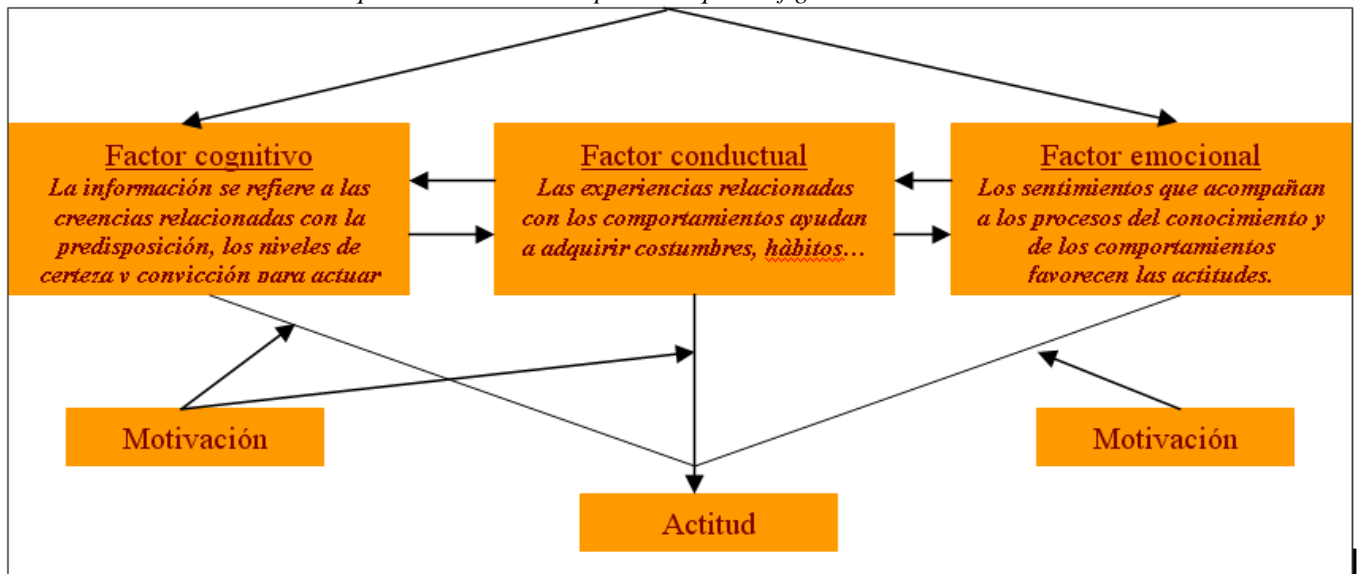 Factor cognitivo
La información se refiere a las
creencias relacionadas con la
predisposición, los niveles de
certeza y convicción para actuar
Factor conductual
Las experiencias relacionadas
con los comportamientos ayudan
a adquirir costumbres, hàbitos…
Factor emocional
Los sentimientos que acompañan
a los procesos del conocimiento y
de los comportamientos
favorecen las actitudes.
Motivación
Motivación
Actitud